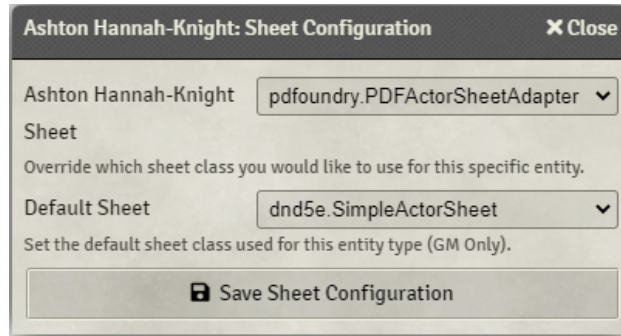 Ashton Hannah-Knight: Sheet Configuration Close
Ashton Hannah-Knight pdfoundry.PDFActorSheetAdapter
Sheet
Override which sheet class you would like to use for this specific entity.
Default Sheet dnd5e.SimpleActorSheet
Set the default sheet class used for this entity type (GM Only).
Save Sheet Configuration